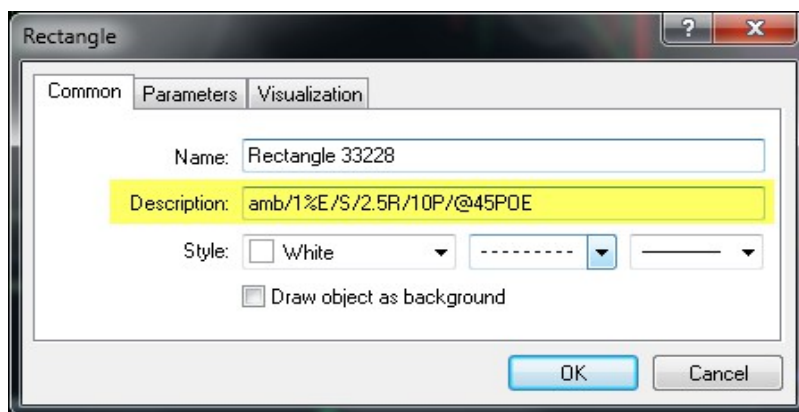 Rectangle
?
X
Common Parameters Visualization
Name: Rectangle 33228
Description: amb/1%E/S/2.5R/10P/@45POE
Style: White
Draw object as background
OK Cancel